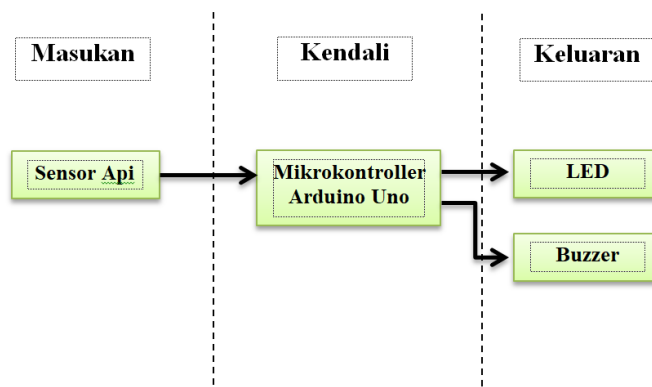 Masukan
Kendali
Keluaran
Sensor Api
Mikrokontroller
Arduino Uno
LED
Buzzer